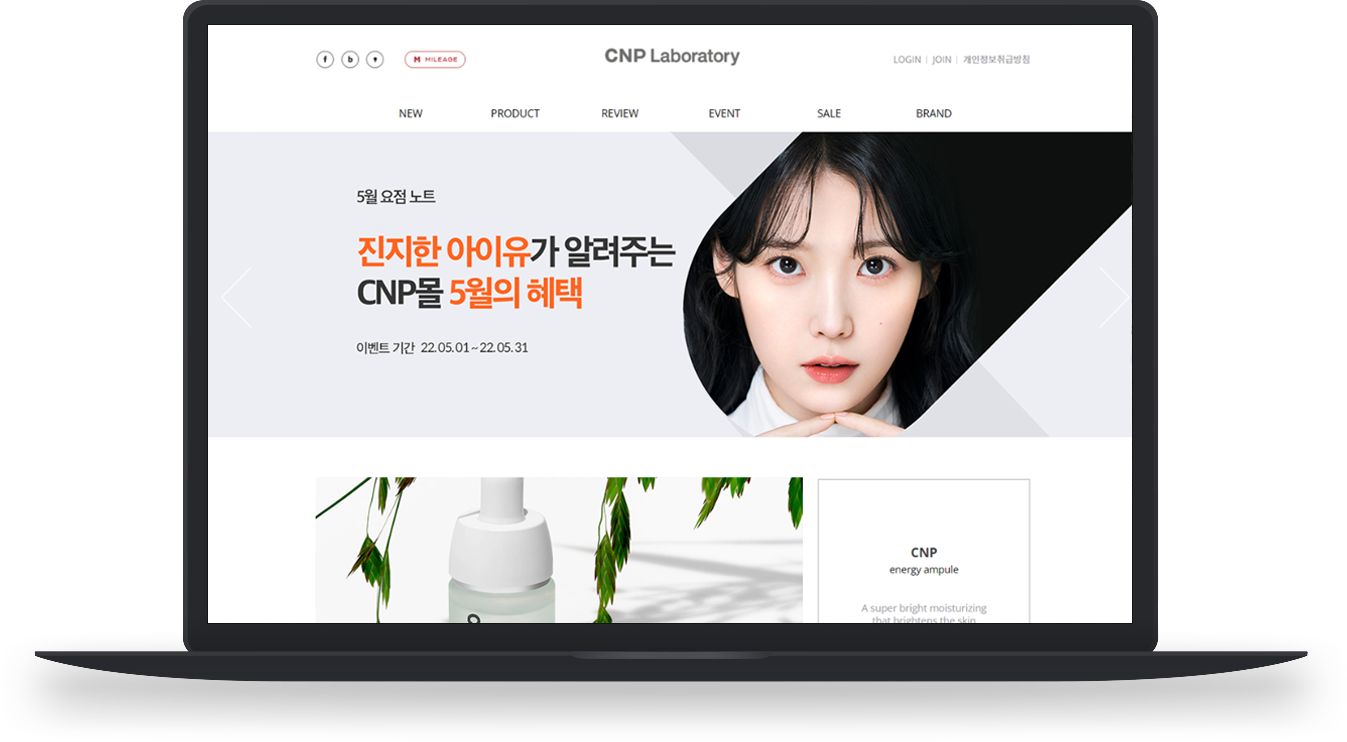 f b
M MILEAGE
CNP Laboratory
LOGIN | JOIN | 개인정보취급방침
NEW PRODUCT REVIEW EVENT SALE BRAND
5월 요점 노트
진지한 아이유가 알려주는
CNP몰 5월의 혜택
이벤트 기간 22.05.01~22.05.31
CNP
energy ampule
A super bright moisturizing
that brightens the skin